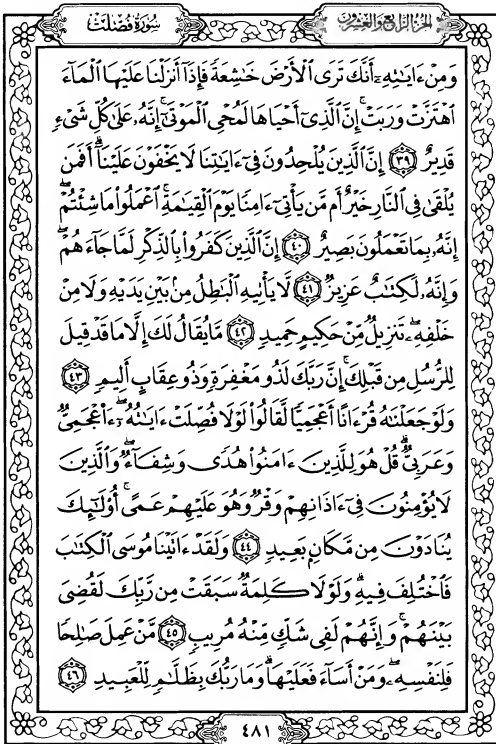 سُورَةُ فُصِّلَتْ
الجزء الرابع والعشرون
وَمِنْ ءَايَٰتِهِۦٓ أَنَّكَ تَرَى ٱلْأَرْضَ خَٰشِعَةً فَإِذَآ أَنزَلْنَا عَلَيْهَا ٱلْمَآءَ
ٱهْتَزَّتْ وَرَبَتْ ۚ إِنَّ ٱلَّذِىٓ أَحْيَاهَا لَمُحْىِ ٱلْمَوْتَىٰٓ ۚ إِنَّهُۥ عَلَىٰ كُلِّ شَىْءٍ
قَدِيرٌ ٣٩ إِنَّ ٱلَّذِينَ يُلْحِدُونَ فِىٓ ءَايَٰتِنَا لَا يَخْفَوْنَ عَلَيْنَآ ۗ أَفَمَن
يُلْقَىٰ فِى ٱلنَّارِ خَيْرٌ أَم مَّن يَأْتِىٓ ءَامِنًا يَوْمَ ٱلْقِيَٰمَةِ ۚ ٱعْمَلُوا۟ مَا شِئْتُمْ ۖ
إِنَّهُۥ بِمَا تَعْمَلُونَ بَصِيرٌ ٤٠ إِنَّ ٱلَّذِينَ كَفَرُوا۟ بِٱلذِّكْرِ لَمَّا جَآءَهُمْ ۖ
وَإِنَّهُۥ لَكِتَٰبٌ عَزِيزٌ ٤١ لَّا يَأْتِيهِ ٱلْبَٰطِلُ مِنۢ بَيْنِ يَدَيْهِ وَلَا مِنْ
خَلْفِهِۦ ۖ تَنزِيلٌ مِّنْ حَكِيمٍ حَمِيدٍ ٤٢ مَّا يُقَالُ لَكَ إِلَّا مَا قَدْ قِيلَ
لِلرُّسُلِ مِن قَبْلِكَ ۚ إِنَّ رَبَّكَ لَذُو مَغْفِرَةٍ وَذُو عِقَابٍ أَلِيمٍ ٤٣
وَلَوْ جَعَلْنَٰهُ قُرْءَانًا أَعْجَمِيًّا لَّقَالُوا۟ لَوْلَا فُصِّلَتْ ءَايَٰتُهُۥٓ ۖ ءَا۬عْجَمِىٌّ
وَعَرَبِىٌّ ۗ قُلْ هُوَ لِلَّذِينَ ءَامَنُوا۟ هُدًى وَشِفَآءٌ ۖ وَٱلَّذِينَ
لَا يُؤْمِنُونَ فِىٓ ءَاذَانِهِمْ وَقْرٌ وَهُوَ عَلَيْهِمْ عَمًى ۚ أُو۟لَٰٓئِكَ
يُنَادَوْنَ مِن مَّكَانٍۭ بَعِيدٍ ٤٤ وَلَقَدْ ءَاتَيْنَا مُوسَى ٱلْكِتَٰبَ
فَٱخْتُلِفَ فِيهِ ۗ وَلَوْلَا كَلِمَةٌ سَبَقَتْ مِن رَّبِّكَ لَقُضِىَ
بَيْنَهُمْ ۚ وَإِنَّهُمْ لَفِى شَكٍّ مِّنْهُ مُرِيبٍ ٤٥ مَّنْ عَمِلَ صَٰلِحًا
فَلِنَفْسِهِۦ ۖ وَمَنْ أَسَآءَ فَعَلَيْهَا ۗ وَمَا رَبُّكَ بِظَلَّٰمٍ لِّلْعَبِيدِ ٤٦
٤٨١